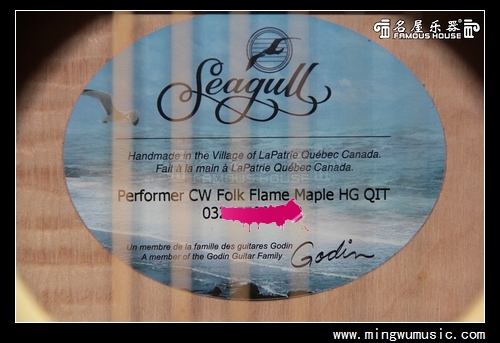 名屋乐器
FAMOUS HOUSE
Seagull
Handmade in the Village of LaPatrie Québec Canada.
Fait à la main à LaPatrie Québec Canada.
Performer CW Folk Flame Maple HG QIT
032
Un membre de la famille des guitares Godin
A member of the Godin Guitar Family
Godin
www.mingwumusic.com